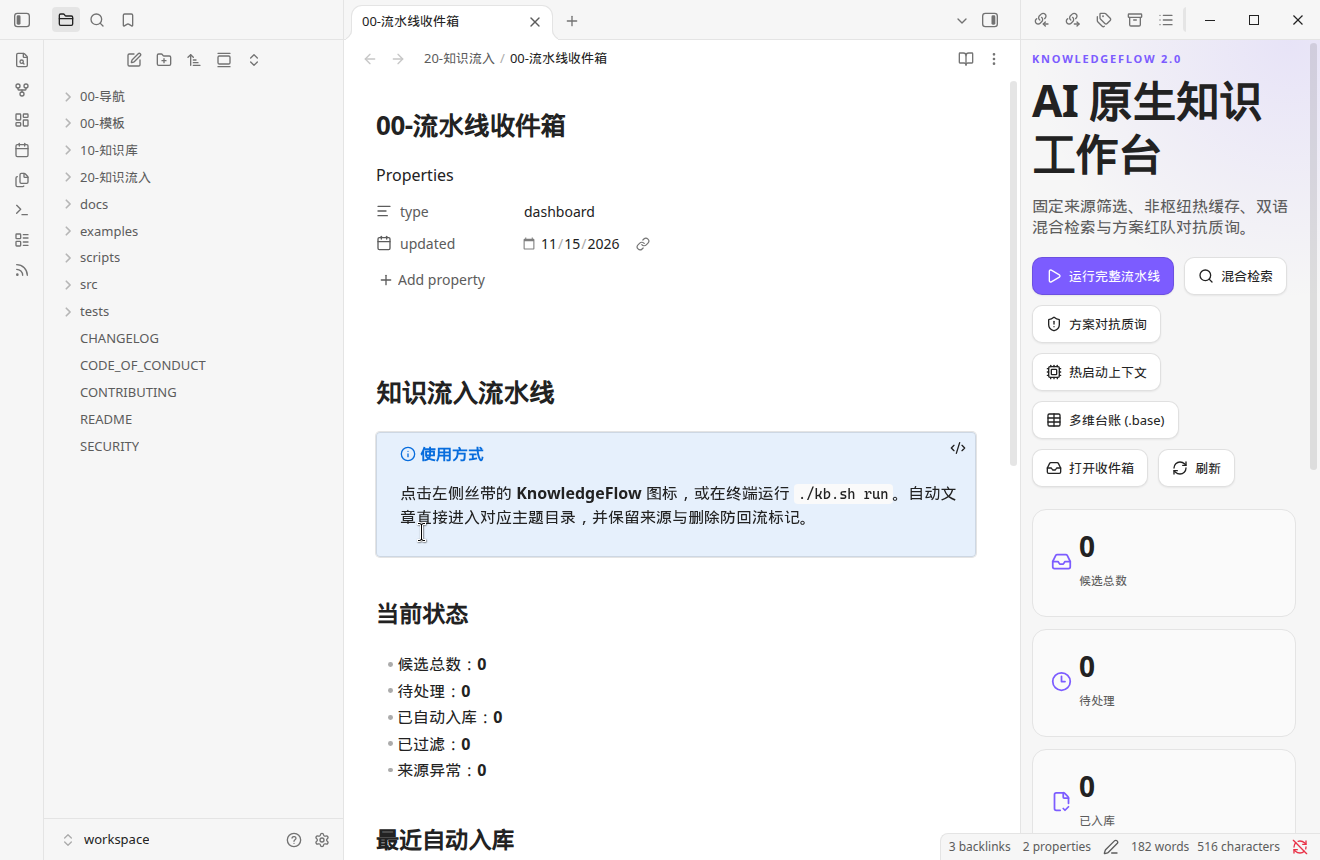 00-流水线收件箱
20-知识流入 / 00-流水线收件箱
00-导航
00-模板
10-知识库
20-知识流入
docs
examples
scripts
src
tests
CHANGELOG
CODE_OF_CONDUCT
CONTRIBUTING
README
SECURITY
workspace
00-流水线收件箱
Properties
type dashboard
updated 11/15/2026
Add property
知识流入流水线
使用方式
点击左侧丝带的 KnowledgeFlow 图标，或在终端运行 ./kb.sh run。自动文
章直接进入对应主题目录，并保留来源与删除防回流标记。
当前状态
候选总数：0
待处理：0
已自动入库：0
已过滤：0
来源异常：0
最近自动入库
KNOWLEDGEFLOW 2.0
AI 原生知识
工作台
固定来源筛选、非枢纽热缓存、双语
混合检索与方案红队对抗质询。
运行完整流水线 混合检索
方案对抗质询
热启动上下文
多维台账 (.base)
打开收件箱 刷新
0
候选总数
0
待处理
0
已入库
3 backlinks 2 properties 182 words 516 characters